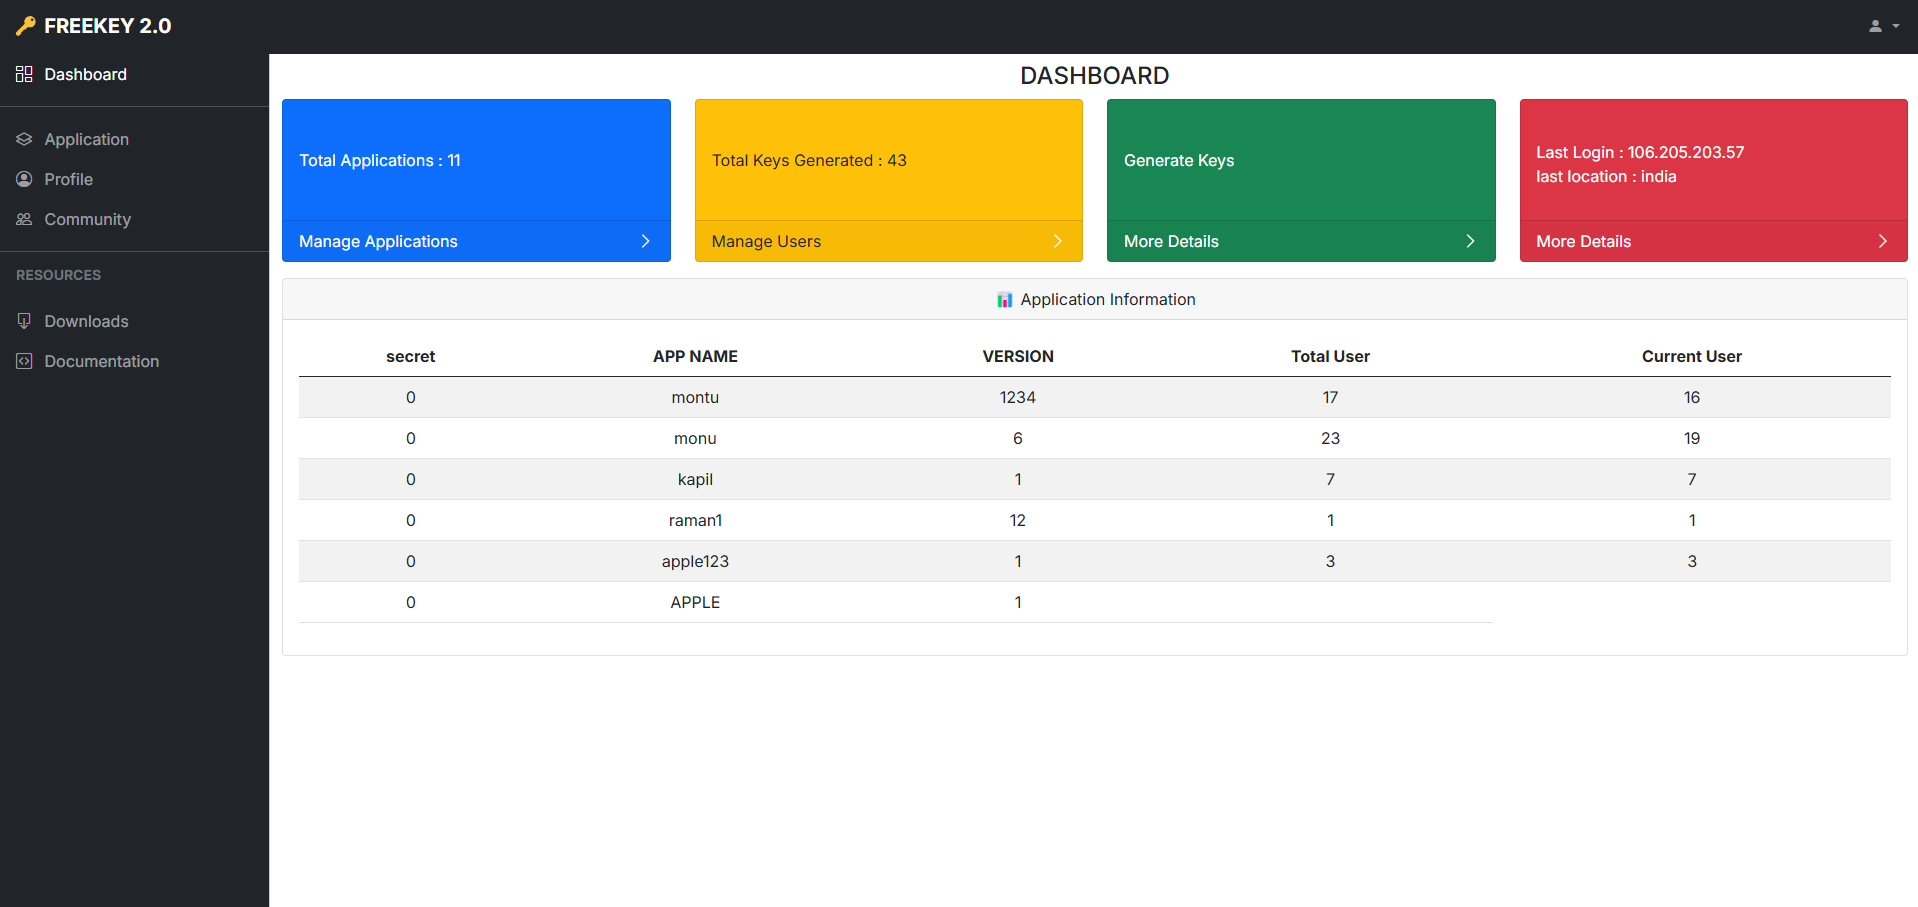 FREEKEY 2.0
Dashboard
Application
Profile
Community
RESOURCES
Downloads
Documentation
DASHBOARD
Total Applications : 11
Manage Applications
Total Keys Generated : 43
Manage Users
Generate Keys
More Details
Last Login : 106.205.203.57
last location : india
More Details
Application Information
secret APP NAME VERSION Total User Current User
0 montu 1234 17 16
0 monu 6 23 19
0 kapil 1 7 7
0 raman1 12 1 1
0 apple123 1 3 3
0 APPLE 1